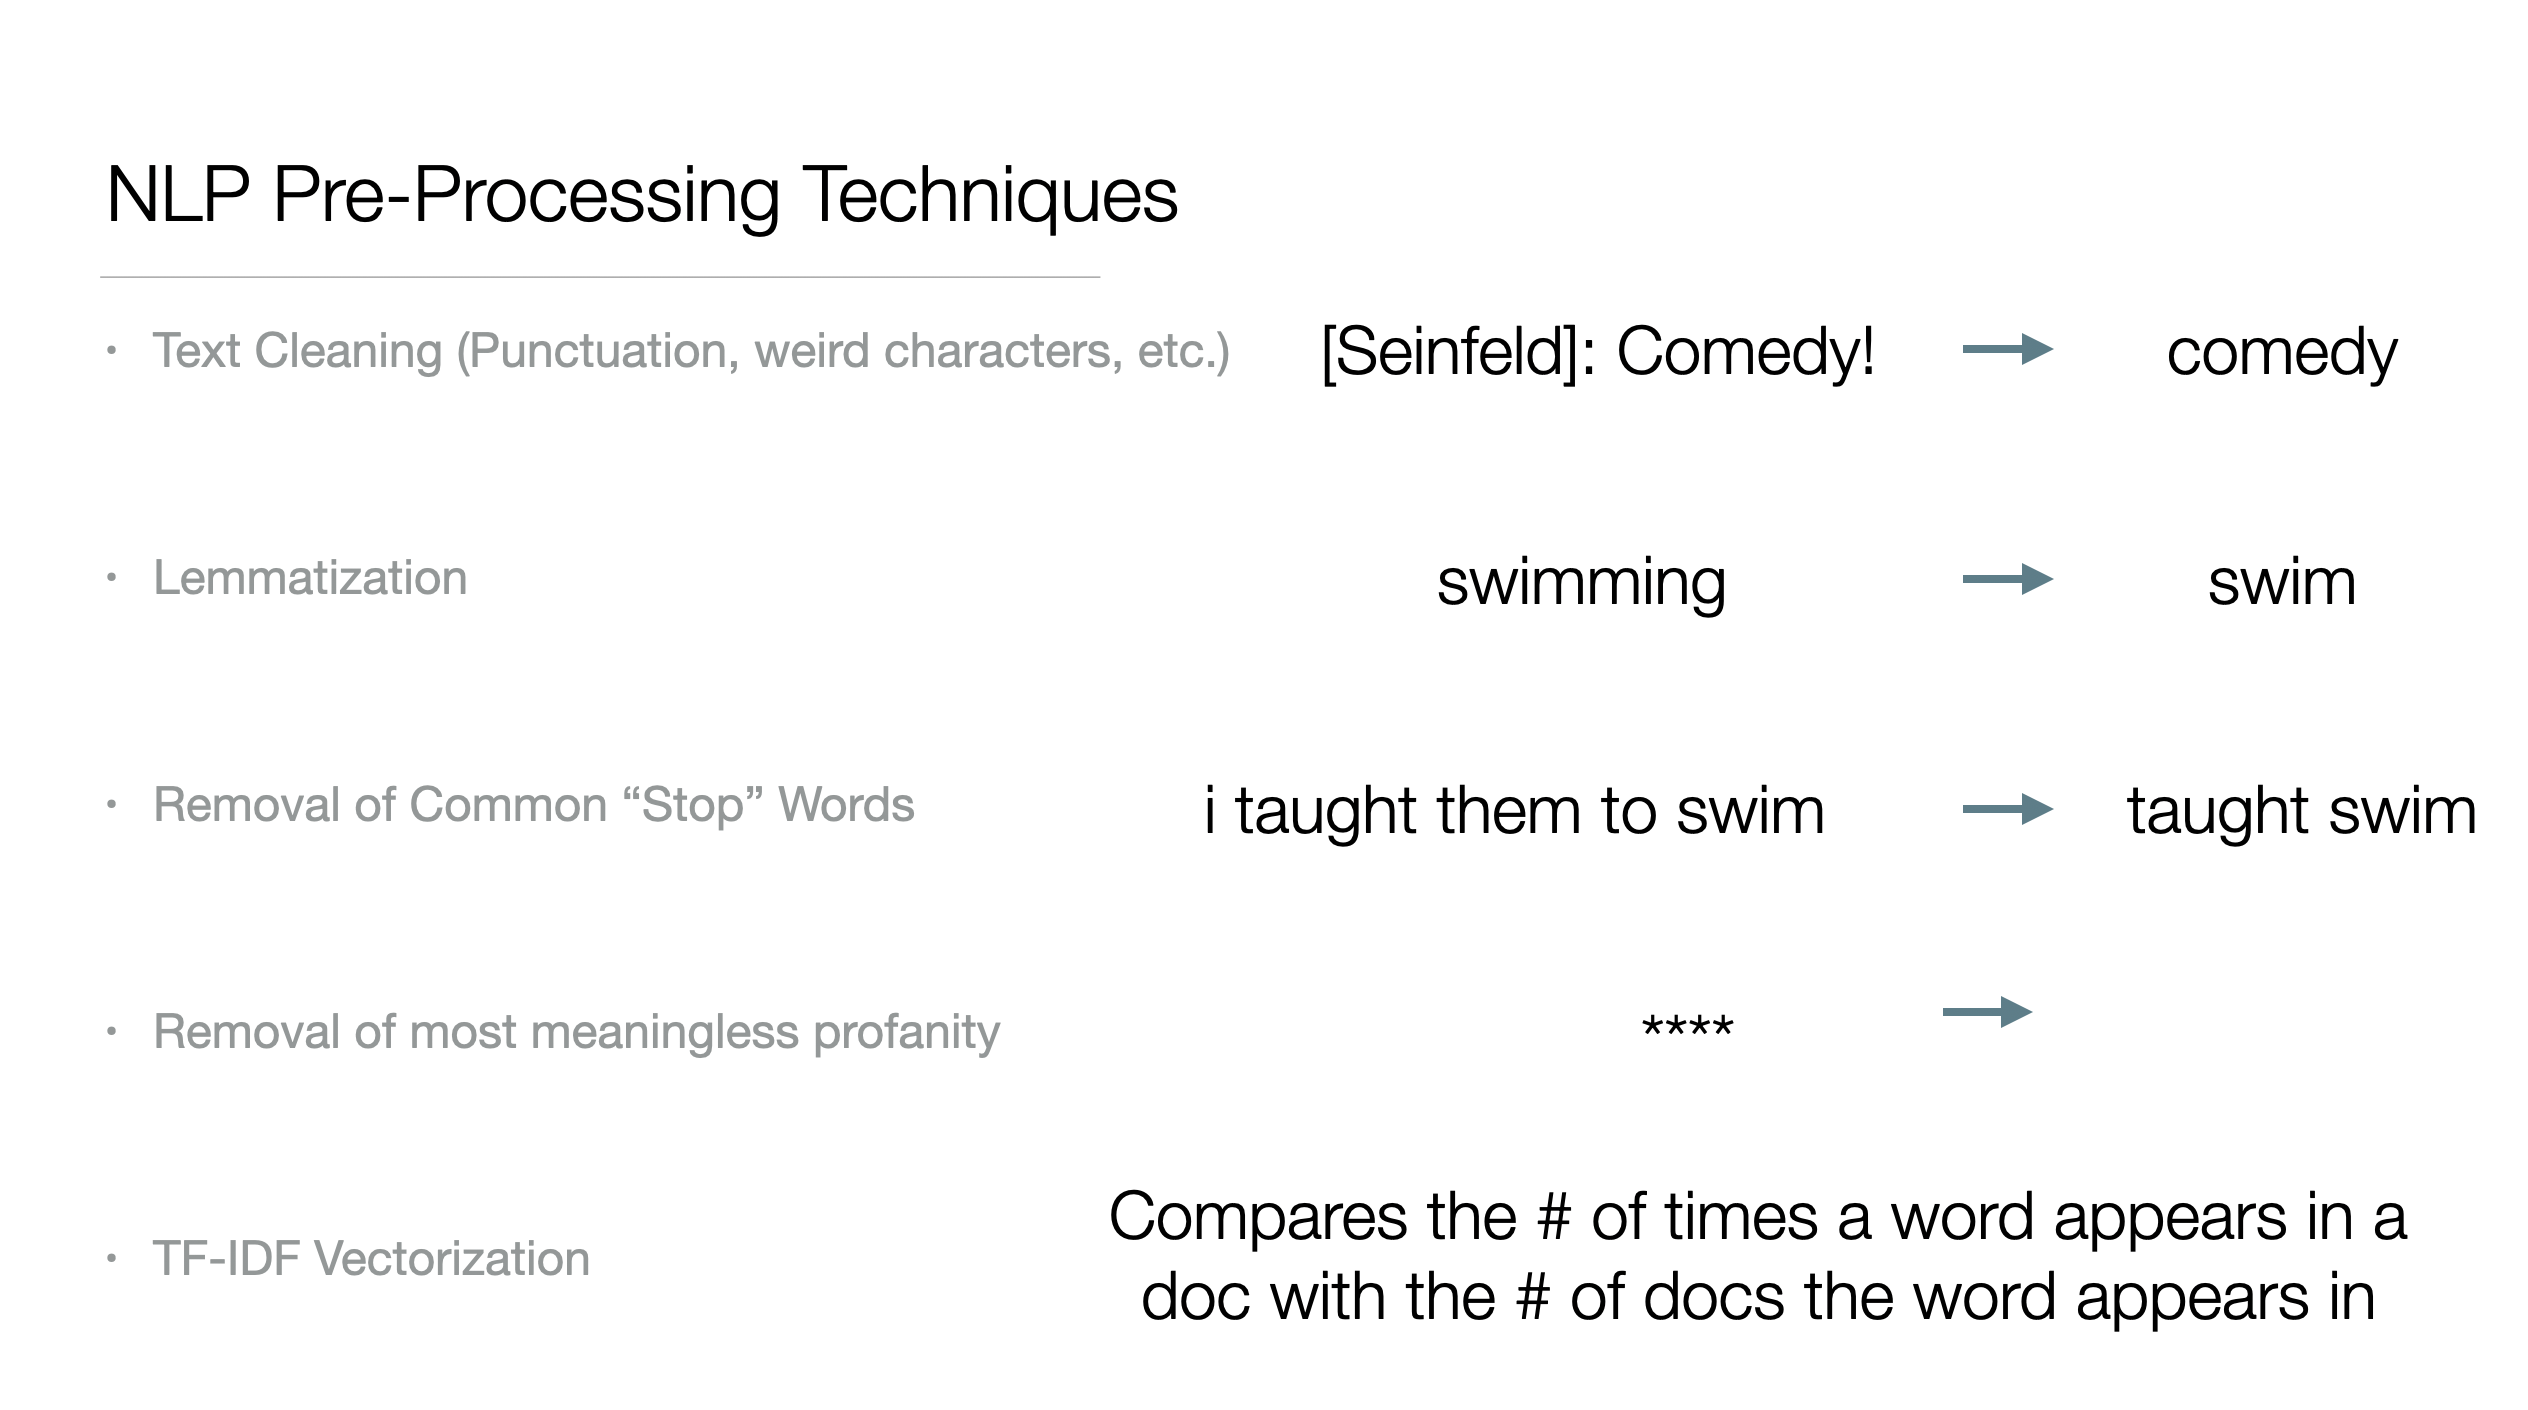 NLP Pre-Processing Techniques
• Text Cleaning (Punctuation, weird characters, etc.) [Seinfeld]: Comedy! → comedy
• Lemmatization swimming → swim
• Removal of Common “Stop” Words i taught them to swim → taught swim
• Removal of most meaningless profanity **** →
• TF-IDF Vectorization
Compares the # of times a word appears in a
doc with the # of docs the word appears in